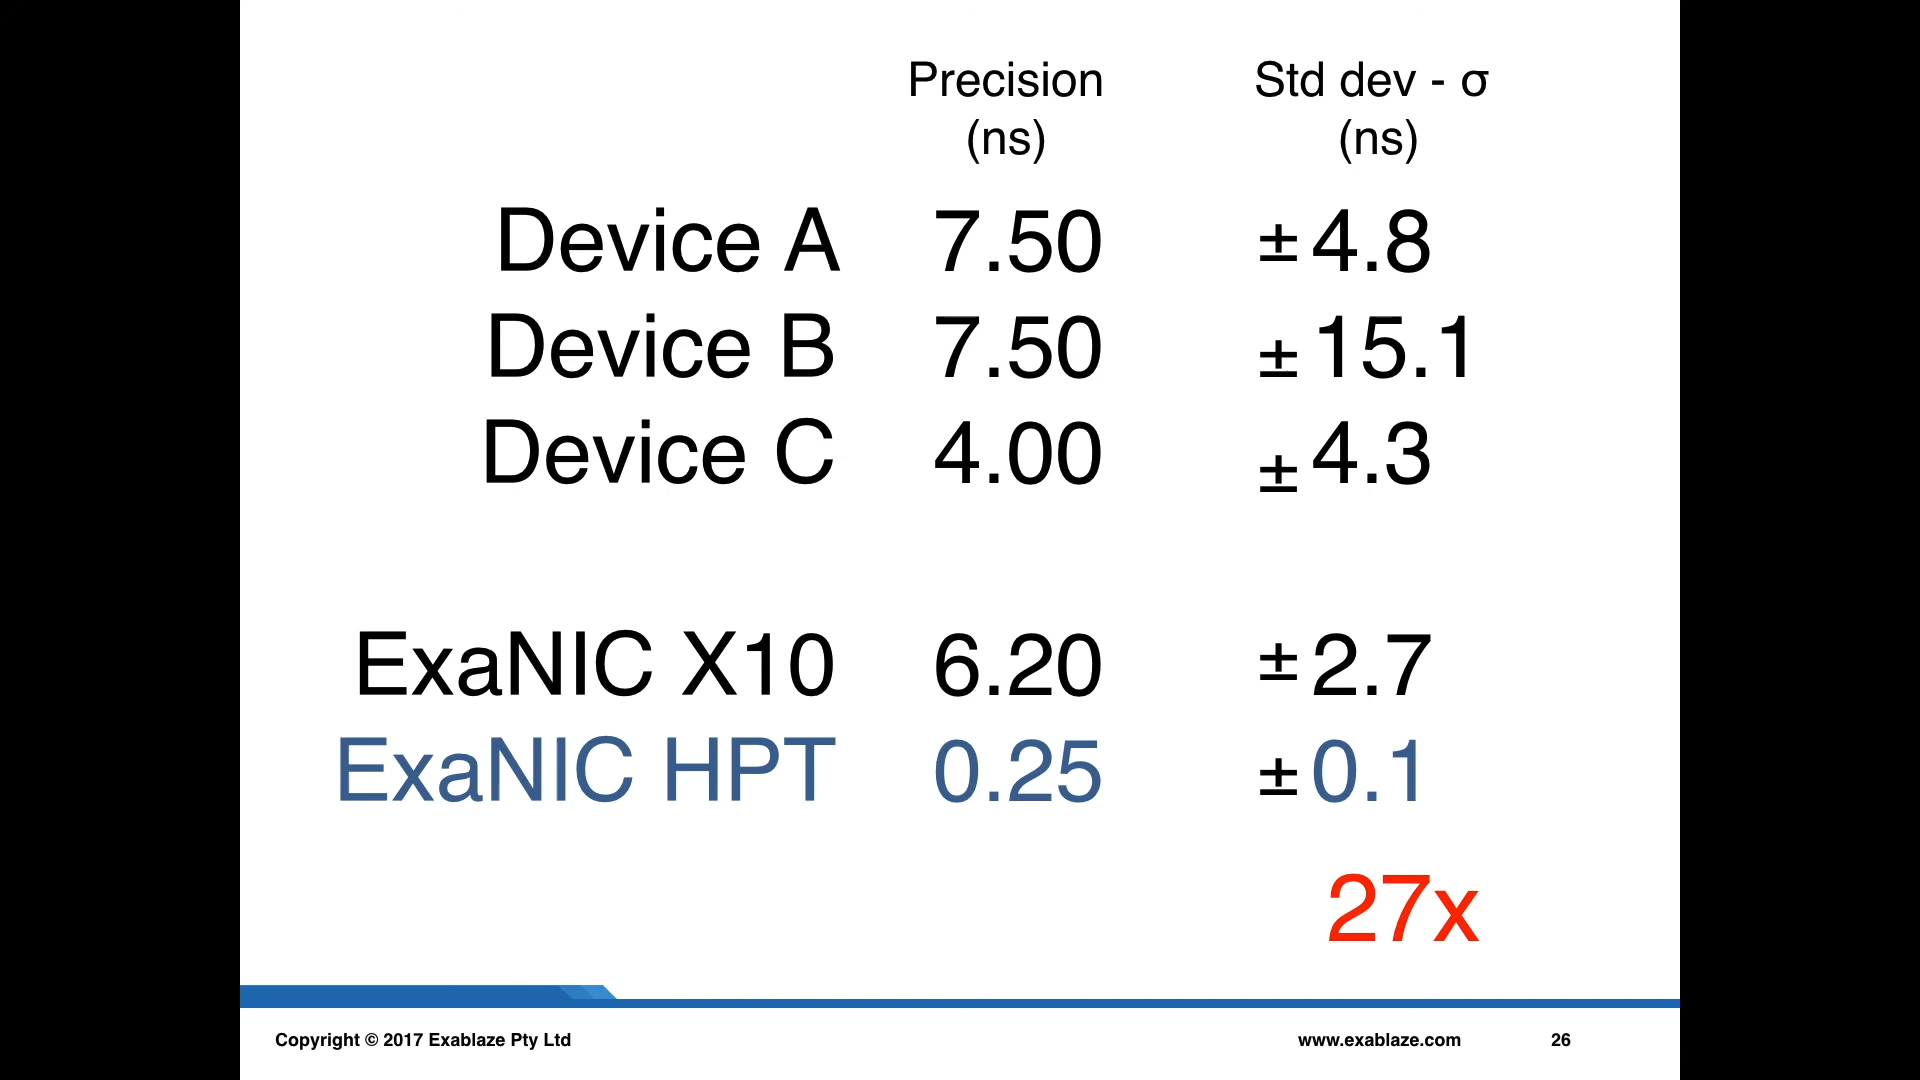 Precision Std dev - σ
(ns) (ns)
Device A 7.50 ± 4.8
Device B 7.50 ± 15.1
Device C 4.00 ± 4.3
ExaNIC X10 6.20 ± 2.7
ExaNIC HPT 0.25 ± 0.1
27x
Copyright © 2017 Exablaze Pty Ltd www.exablaze.com 26